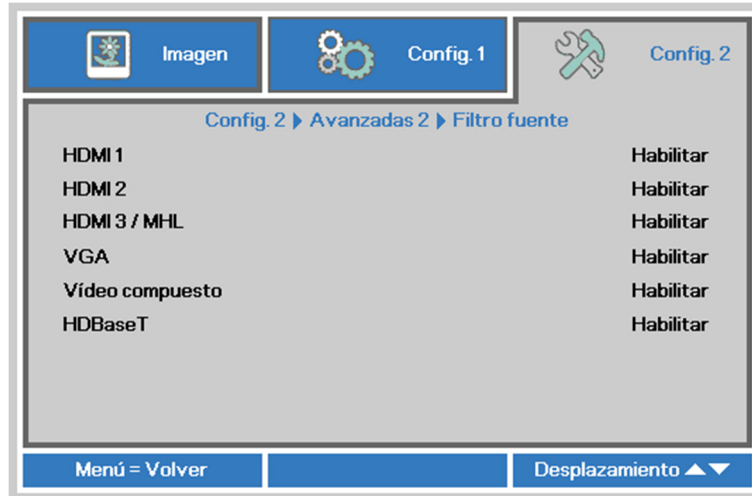 Imagen
Config. 1
Config. 2
Config. 2 ▶ Avanzadas 2 ▶ Filtro fuente
HDMI 1 Habilitar
HDMI 2 Habilitar
HDMI 3 / MHL Habilitar
VGA Habilitar
Vídeo compuesto Habilitar
HDBaseT Habilitar
Menú = Volver
Desplazamiento ▲▼